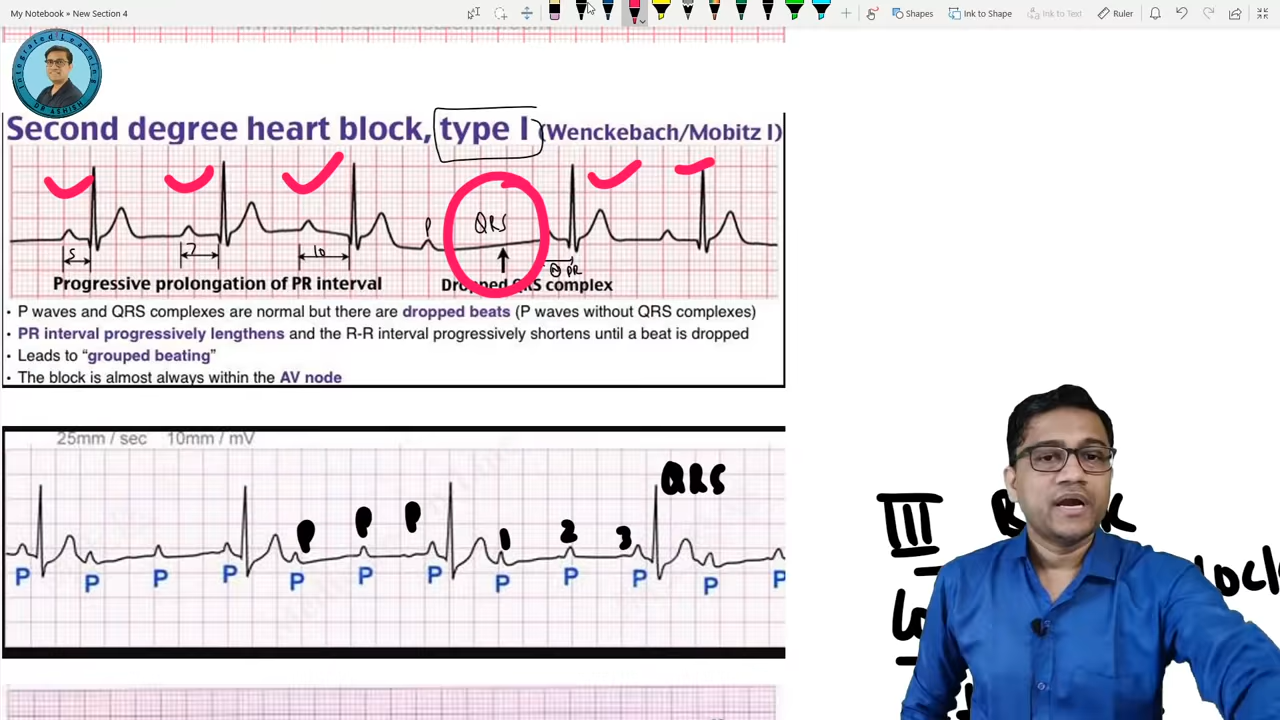 My Notebook » New Section 4
Shapes
Ink to Shape
Ink to Text
Ruler
Integrated Learning
DR ASHISH
Second degree heart block, type I (Wenckebach/Mobitz I)
P
QRS
5
7
10
PR
Progressive prolongation of PR interval
Dropped QRS complex
• P waves and QRS complexes are normal but there are dropped beats (P waves without QRS complexes)
• PR interval progressively lengthens and the R-R interval progressively shortens until a beat is dropped
• Leads to “grouped beating”
• The block is almost always within the AV node
25mm / sec 10mm / mV
QRS
P P P 1 2 3
P P P P P P P P P P P P
III